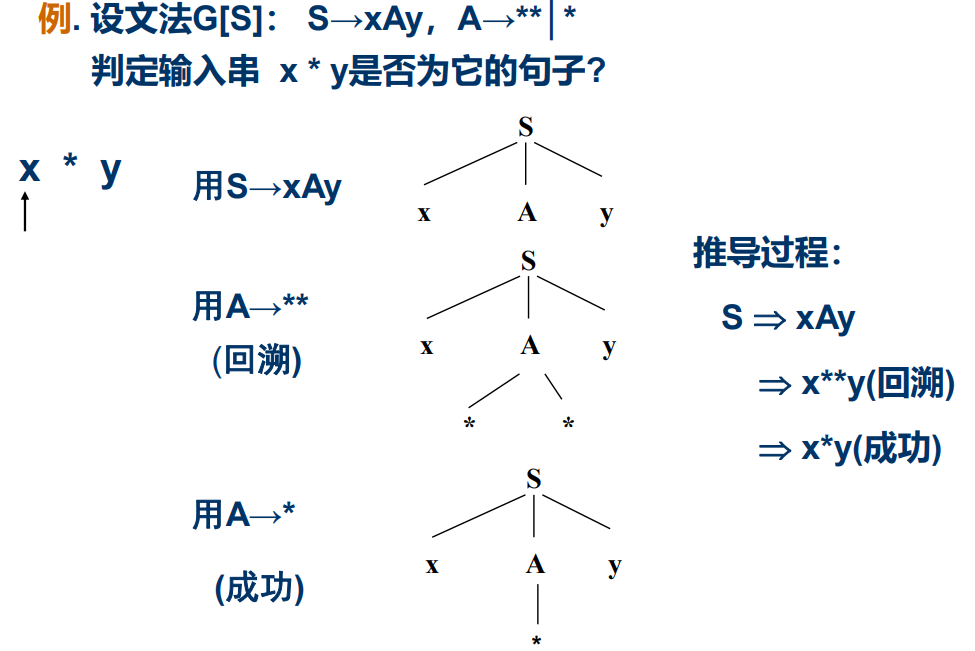 例. 设文法G[S]： S→xAy，A→**│*
判定输入串 x * y是否为它的句子？
x * y
用S→xAy
S
x A y
用A→**
(回溯)
S
x A y
* *
用A→*
(成功)
S
x A y
*
推导过程：
S ⇒ xAy
⇒ x**y(回溯)
⇒ x*y(成功)